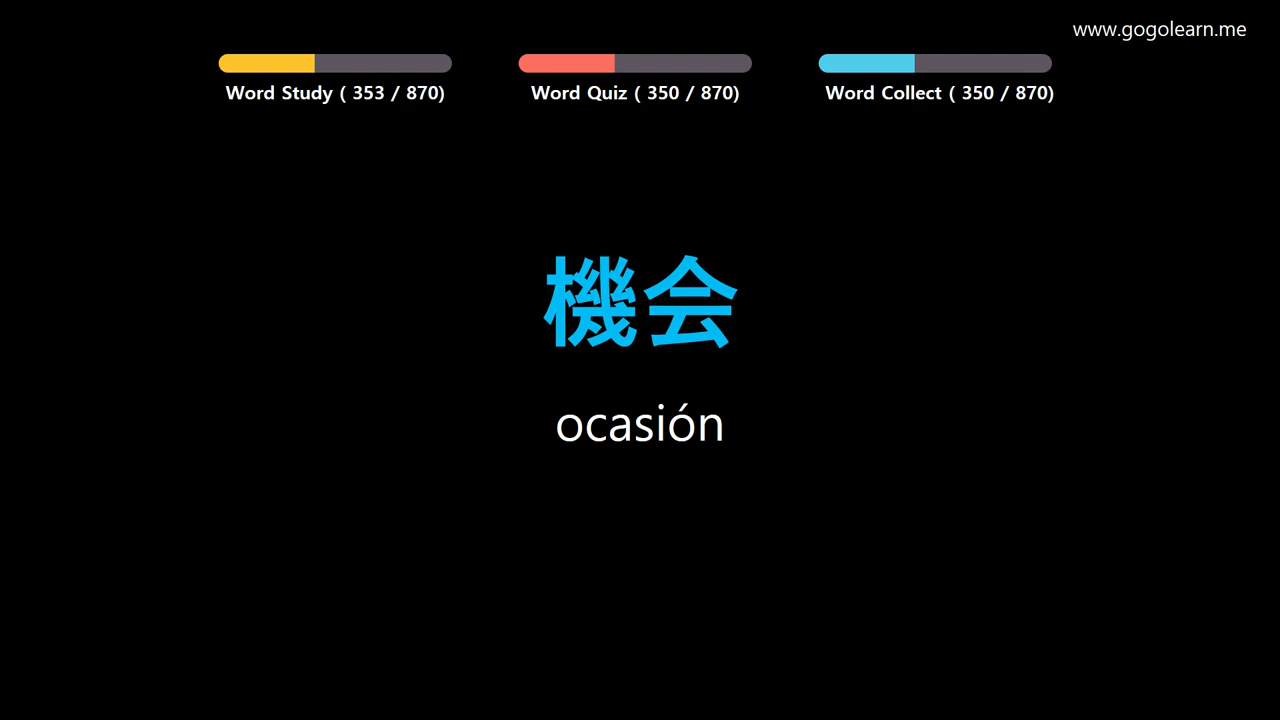 www.gogolearn.me
Word Study ( 353 / 870)
Word Quiz ( 350 / 870)
Word Collect ( 350 / 870)
機会
ocasión